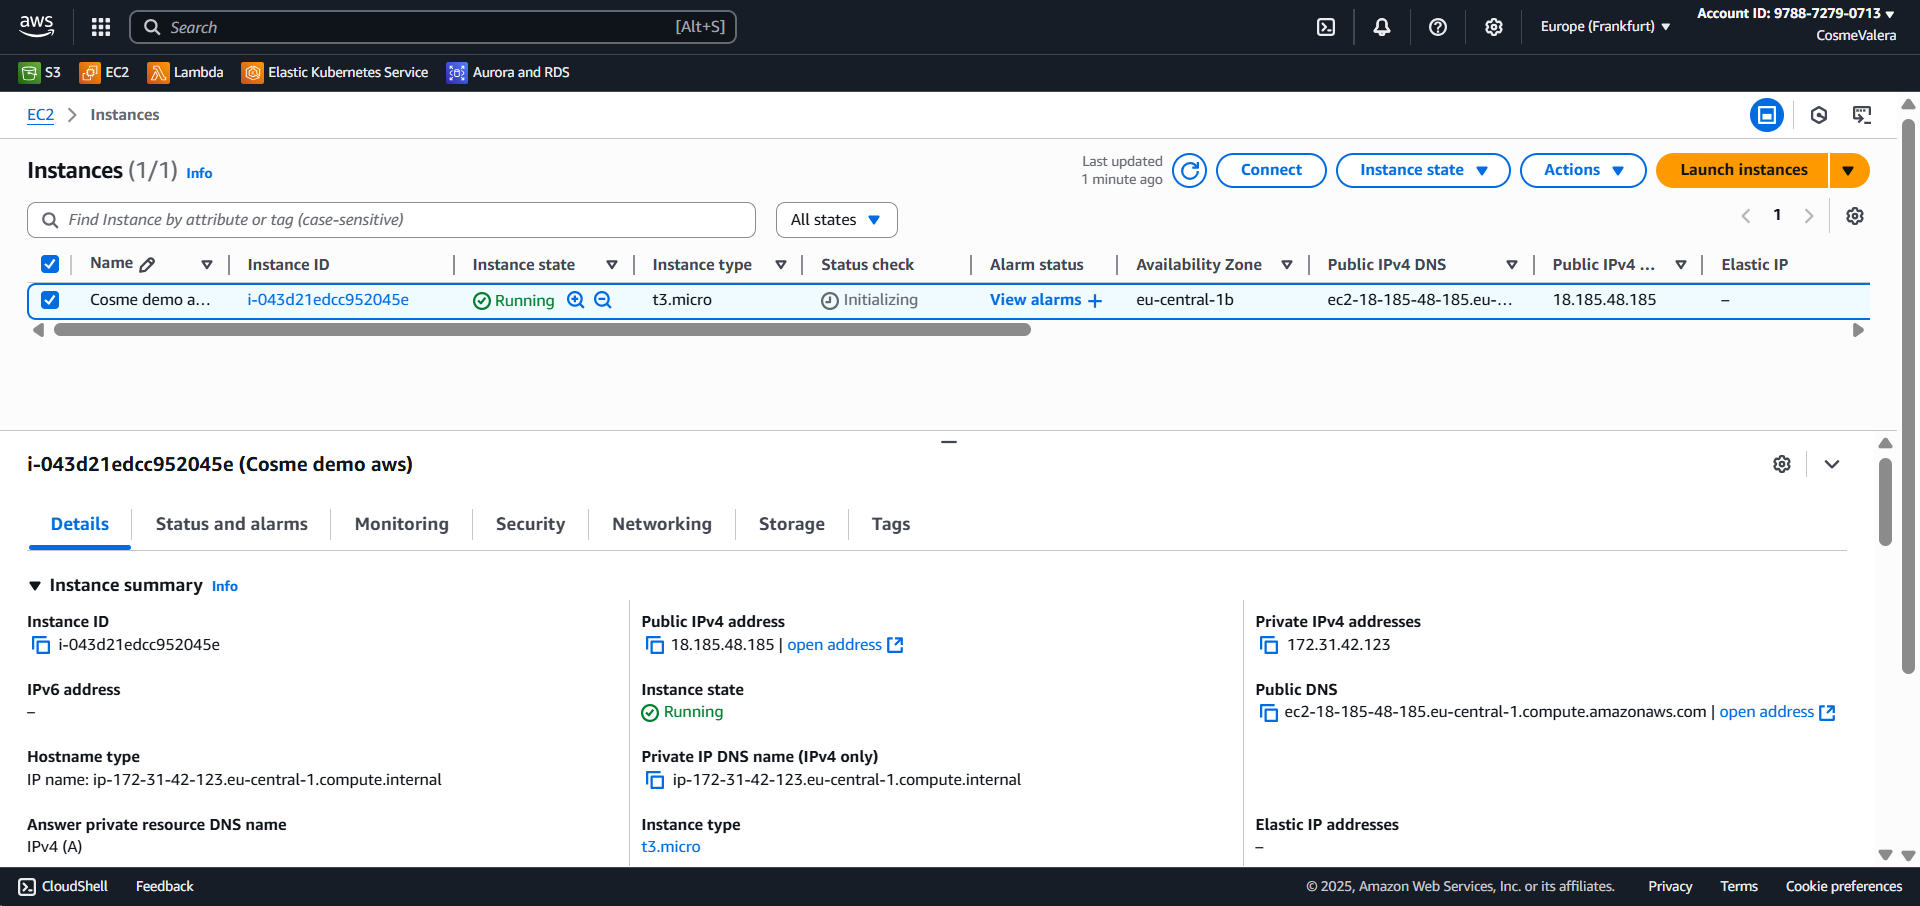 aws
Search [Alt+S]
Europe (Frankfurt) ▼
Account ID: 9788-7279-0713 ▼
CosmeValera
S3 EC2 Lambda Elastic Kubernetes Service Aurora and RDS
EC2 > Instances
Instances (1/1) Info
Last updated
1 minute ago
Connect Instance state ▼ Actions ▼ Launch instances ▼
Find Instance by attribute or tag (case-sensitive)
All states ▼
< 1 >
Name Instance ID Instance state Instance type Status check Alarm status Availability Zone Public IPv4 DNS Public IPv4 ... Elastic IP
Cosme demo a... i-043d21edcc952045e Running t3.micro Initializing View alarms + eu-central-1b ec2-18-185-48-185.eu-... 18.185.48.185 –
i-043d21edcc952045e (Cosme demo aws)
Details Status and alarms Monitoring Security Networking Storage Tags
▼ Instance summary Info
Instance ID
i-043d21edcc952045e
Public IPv4 address
18.185.48.185 | open address
Private IPv4 addresses
172.31.42.123
IPv6 address
–
Instance state
Running
Public DNS
ec2-18-185-48-185.eu-central-1.compute.amazonaws.com | open address
Hostname type
IP name: ip-172-31-42-123.eu-central-1.compute.internal
Private IP DNS name (IPv4 only)
ip-172-31-42-123.eu-central-1.compute.internal
Answer private resource DNS name
IPv4 (A)
Instance type
t3.micro
Elastic IP addresses
–
CloudShell Feedback © 2025, Amazon Web Services, Inc. or its affiliates. Privacy Terms Cookie preferences